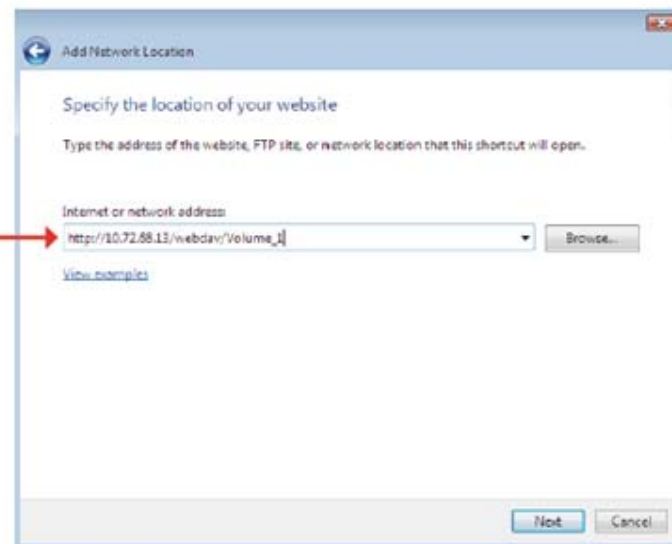 Add Network Location
Specify the location of your website
Type the address of the website, FTP site, or network location that this shortcut will open.
Internet or network address:
http://10.72.68.13/webdav/Volume_1
Browse...
View examples
Next
Cancel